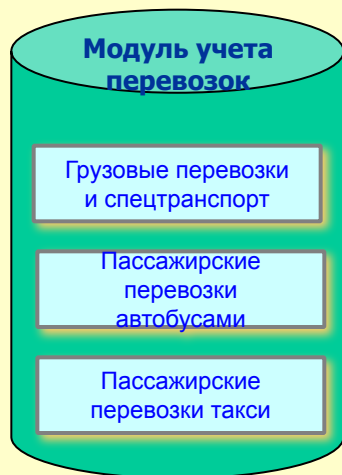 Модуль учета
перевозок
Грузовые перевозки
и спецтранспорт
Пассажирские
перевозки
автобусами
Пассажирские
перевозки такси